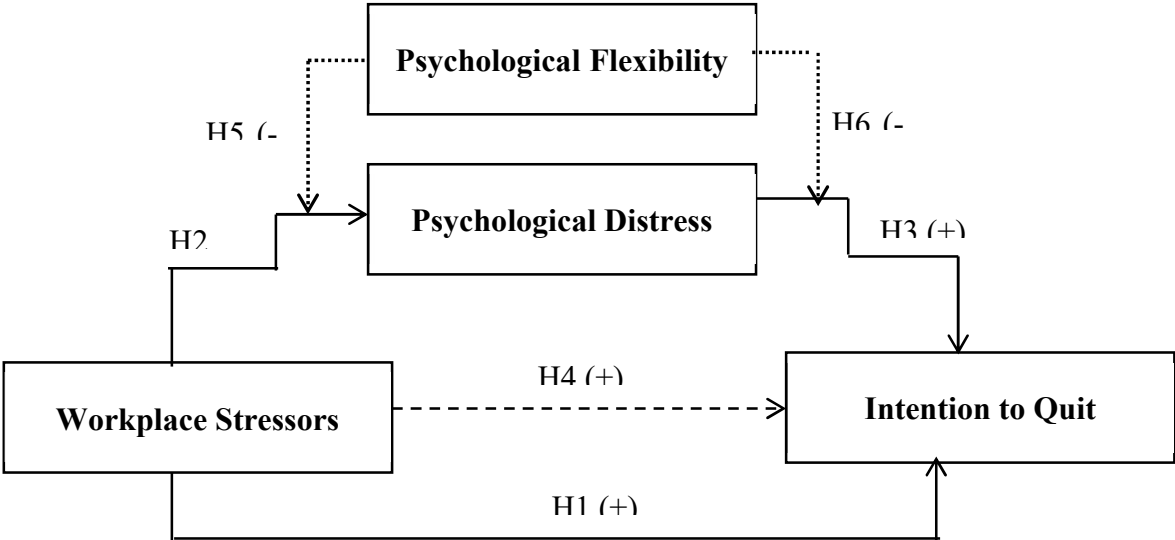 Psychological Flexibility
H5 (-
H6 (-
Psychological Distress
H2
H3 (+)
H4 (+)
Workplace Stressors
Intention to Quit
H1 (+)